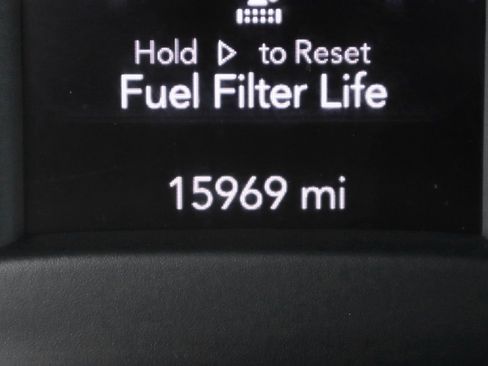 Hold ▷ to Reset
Fuel Filter Life
15969 mi